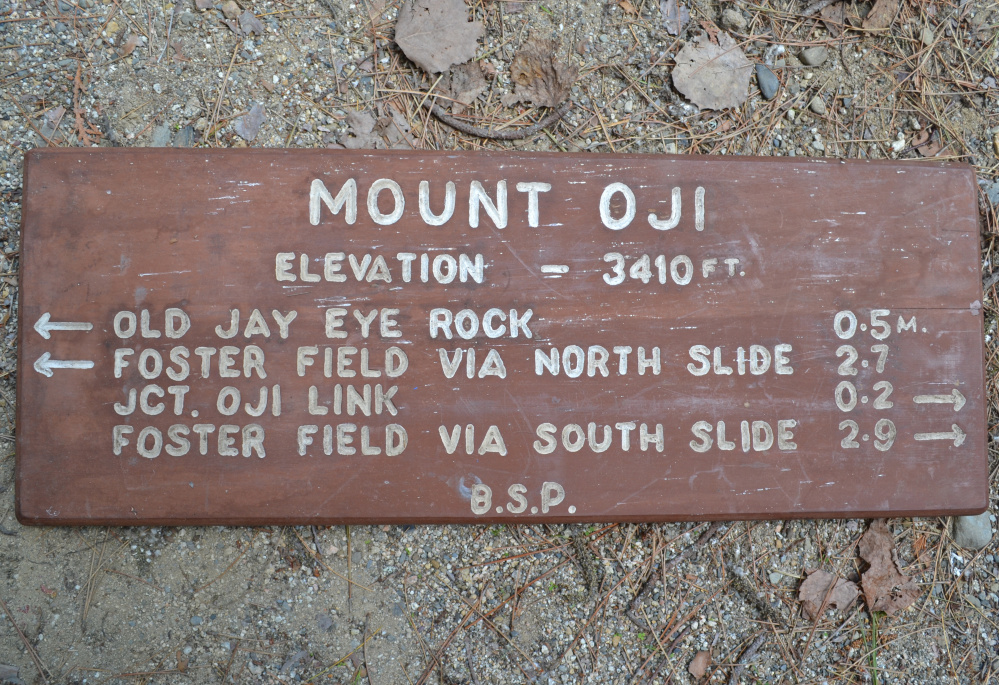 MOUNT OJI
ELEVATION - 3410 FT.
← OLD JAY EYE ROCK 0.5 M.
← FOSTER FIELD VIA NORTH SLIDE 2.7
JCT. OJI LINK 0.2 →
FOSTER FIELD VIA SOUTH SLIDE 2.9 →
B.S.P.